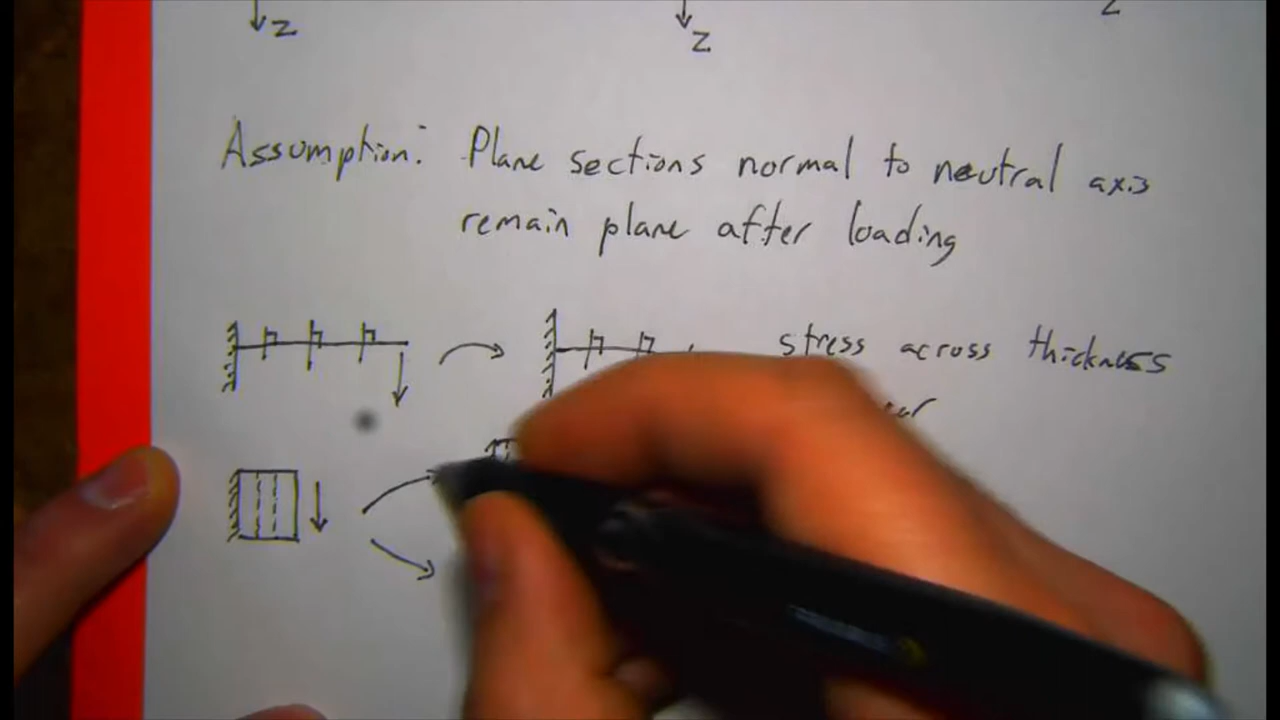 z
z
z
Assumption: Plane sections normal to neutral axis
remain plane after loading
stress across thickness